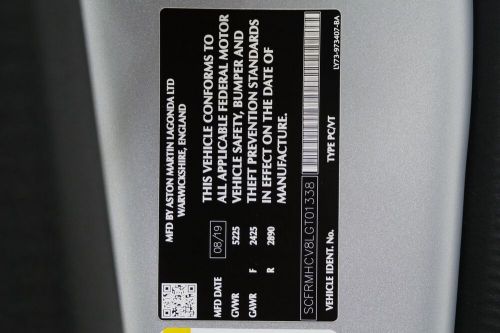 MFD BY ASTON MARTIN LAGONDA LTD
WARWICKSHIRE, ENGLAND
THIS VEHICLE CONFORMS TO
ALL APPLICABLE FEDERAL MOTOR
VEHICLE SAFETY, BUMPER AND
THEFT PREVENTION STANDARDS
IN EFFECT ON THE DATE OF
MANUFACTURE.
MFD DATE 08/19
GVWR 5225
GAWR F 2425
R 2890
SCFRMHCV8LGT01338
VEHICLE IDENT. No. TYPE PC/VT
LY73-973407-BA